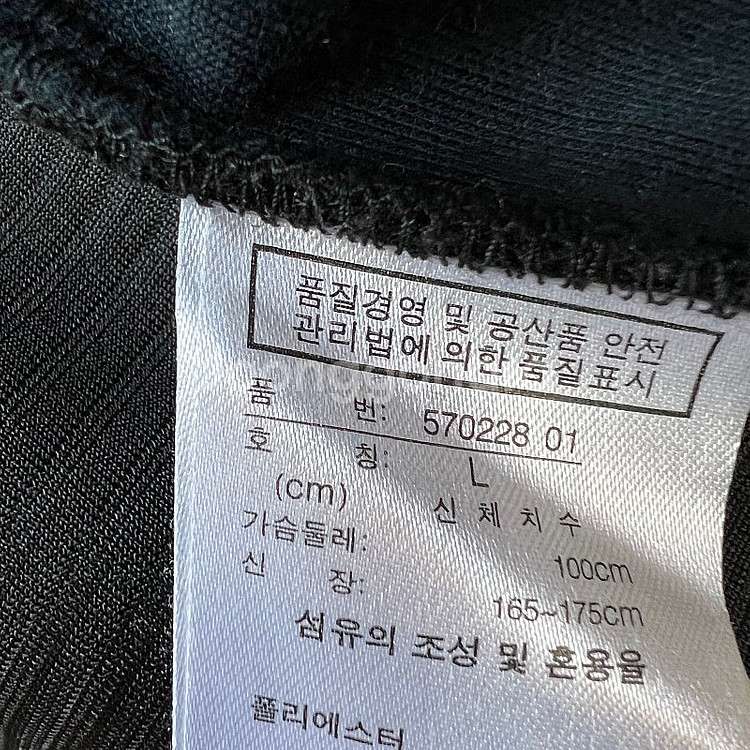 품질경영 및 공산품 안전
관리법에 의한 품질표시
품 번: 570228 01
호 칭: L
(cm) 신 체 치 수
가슴둘레: 100cm
신 장: 165~175cm
섬유의 조성 및 혼용율
폴리에스터